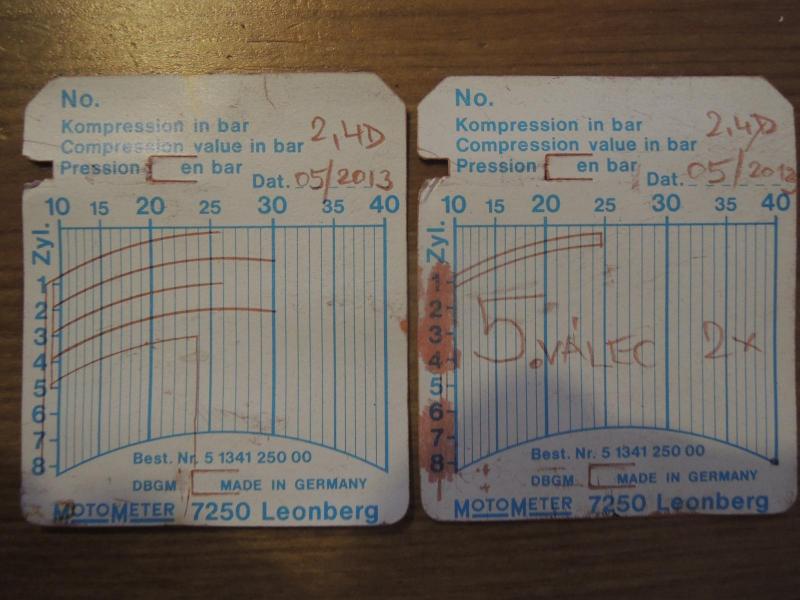 No.
Kompression in bar
Compression value in bar
2,4D
Pression en bar
Dat. 05/2013
10 15 20 25 30 40
Zyl.
1
2
3
4
5
6
7
8
Best. Nr. 5 1341 250 00
DBGM MADE IN GERMANY
MOTOMETER 7250 Leonberg
No.
Kompression in bar
Compression value in bar
2,4D
Pression en bar
Dat. 05/2013
10 15 20 25 30 40
Zyl.
1
2
3
4
5
6
7
8
5. VÁLEC 2x
Best. Nr. 5 1341 250 00
DBGM MADE IN GERMANY
MOTOMETER 7250 Leonberg